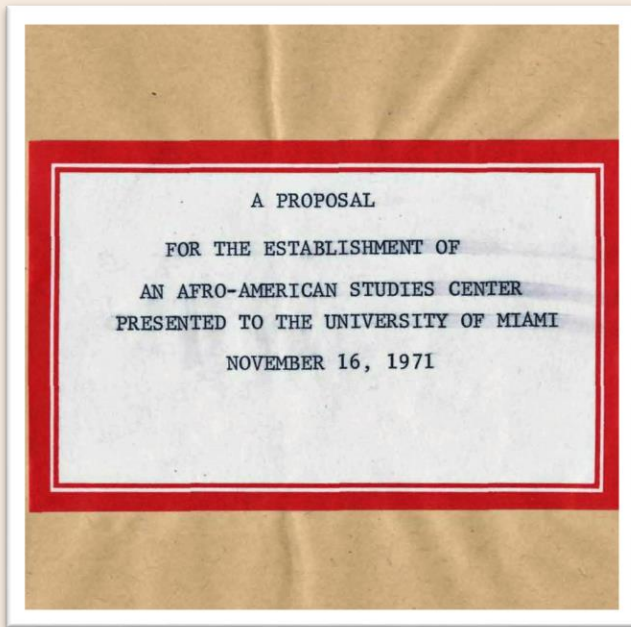 A PROPOSAL
FOR THE ESTABLISHMENT OF
AN AFRO-AMERICAN STUDIES CENTER
PRESENTED TO THE UNIVERSITY OF MIAMI
NOVEMBER 16, 1971